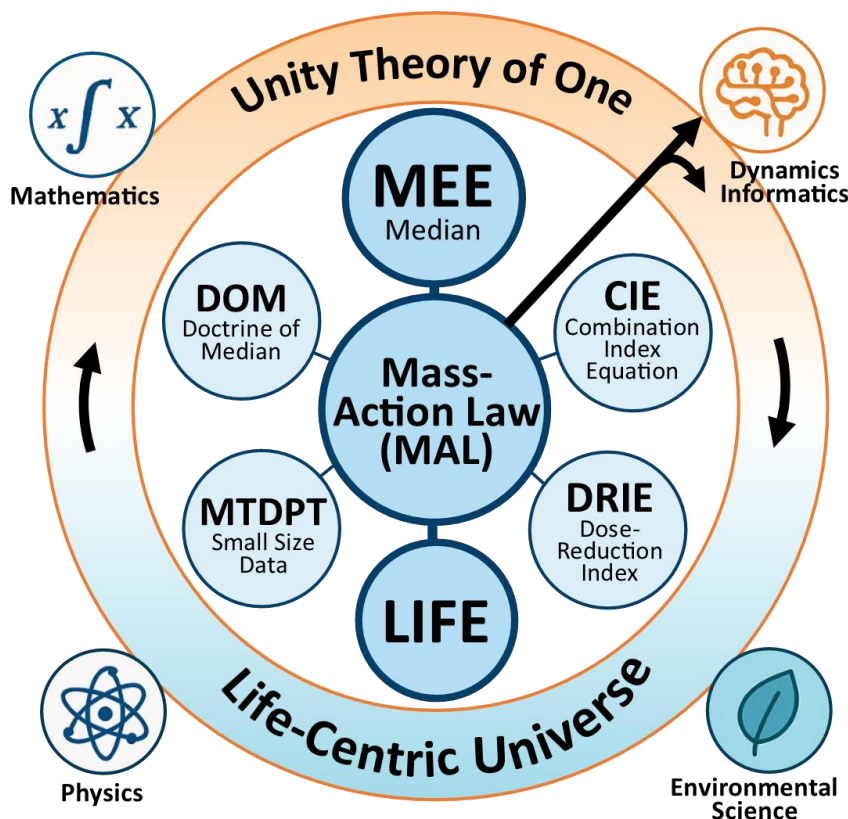 Unity Theory of One
x∫x
Mathematics
Dynamics
Informatics
MEE
Median
DOM
Doctrine of
Median
CIE
Combination
Index
Equation
Mass-
Action Law
(MAL)
MTDPT
Small Size
Data
DRIE
Dose-
Reduction
Index
LIFE
Life-Centric Universe
Physics
Environmental
Science